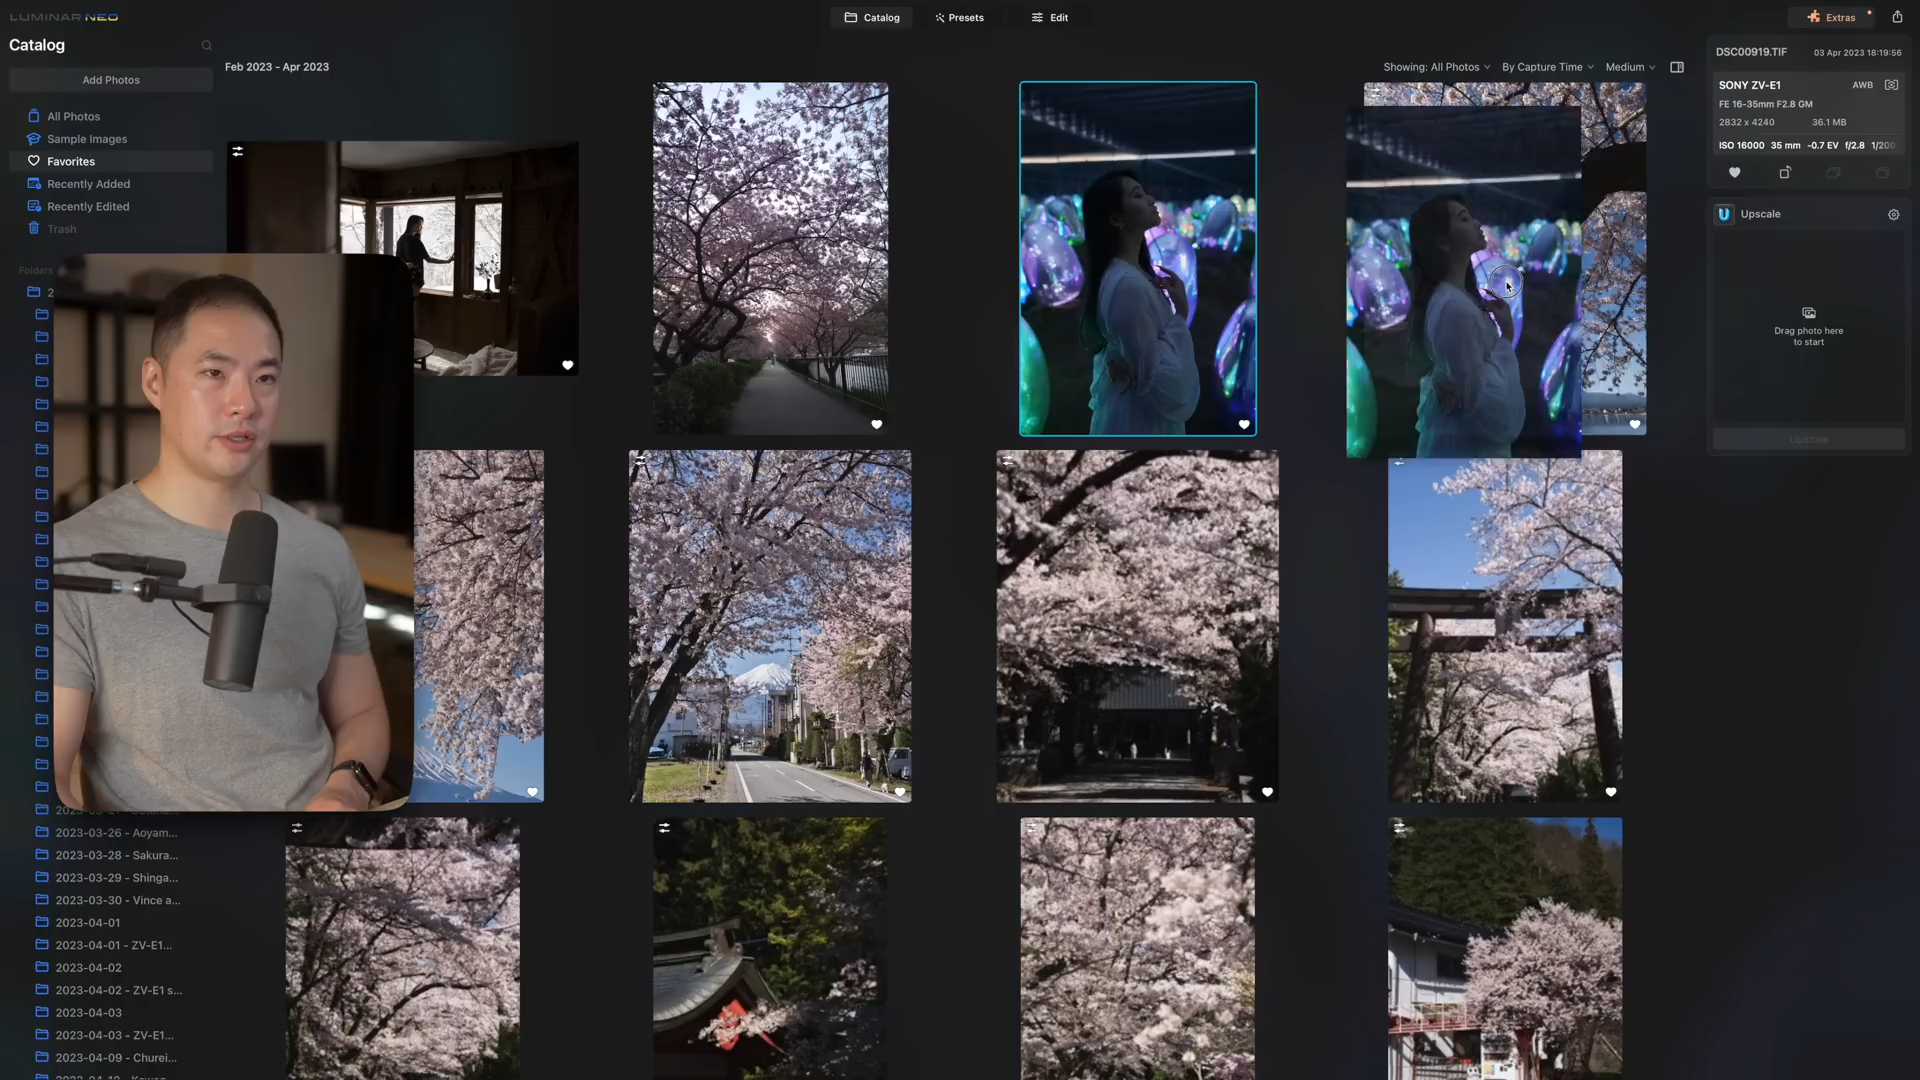 LUMINAR NEO
Catalog
Presets
Edit
Extras
Catalog
Add Photos
All Photos
Sample Images
Favorites
Recently Added
Recently Edited
Trash
Folders
2
2023-03-26 - Aoyam...
2023-03-28 - Sakura...
2023-03-29 - Shinga...
2023-03-30 - Vince a...
2023-04-01
2023-04-01 - ZV-E1...
2023-04-02
2023-04-02 - ZV-E1 s...
2023-04-03
2023-04-03 - ZV-E1...
2023-04-09 - Churei...
Feb 2023 - Apr 2023
Showing: All Photos
By Capture Time
Medium
DSC00919.TIF
03 Apr 2023 18:19:56
SONY ZV-E1
AWB
FE 16-35mm F2.8 GM
2832 x 4240
36.1 MB
ISO 16000 35 mm -0.7 EV f/2.8 1/200
Upscale
Drag photo here
to start
Upscale